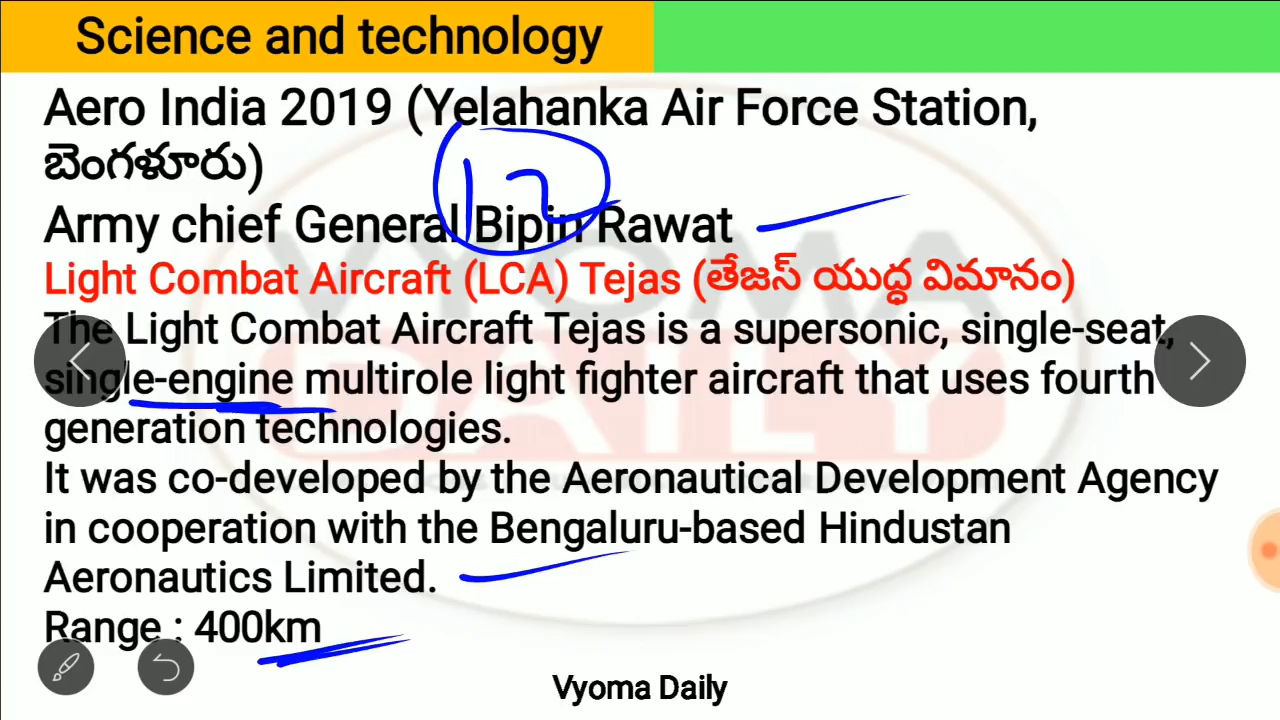 Science and technology
Aero India 2019 (Yelahanka Air Force Station,
బెంగళూరు)
12
Army chief General Bipin Rawat
Light Combat Aircraft (LCA) Tejas (తేజస్ యుద్ధ విమానం)
The Light Combat Aircraft Tejas is a supersonic, single-seat,
single-engine multirole light fighter aircraft that uses fourth
generation technologies.
It was co-developed by the Aeronautical Development Agency
in cooperation with the Bengaluru-based Hindustan
Aeronautics Limited.
Range : 400km
Vyoma Daily
VYOMA
DAILY